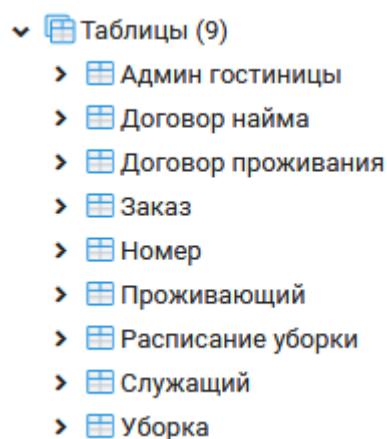 Таблицы (9)
Админ гостиницы
Договор найма
Договор проживания
Заказ
Номер
Проживающий
Расписание уборки
Служащий
Уборка